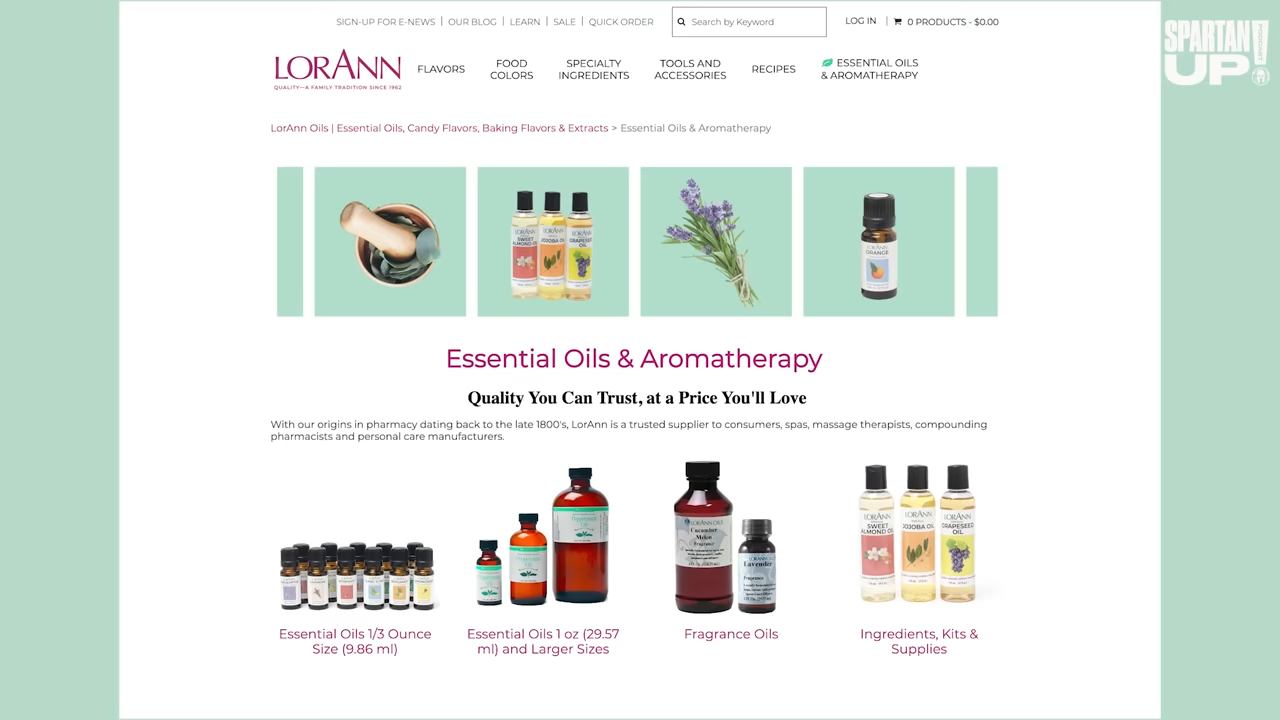 SIGN-UP FOR E-NEWS | OUR BLOG | LEARN | SALE | QUICK ORDER
Search by Keyword
LOG IN | 0 PRODUCTS - $0.00
SPARTAN
UP!
PODCAST
LORANN
QUALITY—A FAMILY TRADITION SINCE 1962
FLAVORS
FOOD
COLORS
SPECIALTY
INGREDIENTS
TOOLS AND
ACCESSORIES
RECIPES
ESSENTIAL OILS
& AROMATHERAPY
LorAnn Oils | Essential Oils, Candy Flavors, Baking Flavors & Extracts > Essential Oils & Aromatherapy
LORANN
SWEET
ALMOND OIL
LORANN
JOJOBA OIL
LORANN
GRAPESEED
OIL
LORANN
ORANGE
Essential Oils & Aromatherapy
Quality You Can Trust, at a Price You'll Love
With our origins in pharmacy dating back to the late 1800's, LorAnn is a trusted supplier to consumers, spas, massage therapists, compounding
pharmacists and personal care manufacturers.
Peppermint
LORANN OILS
Cucumber
Melon
Fragrance
LORANN OILS
Lavender
Fragrance
LORANN
SWEET
ALMOND OIL
LORANN
JOJOBA OIL
LORANN
GRAPESEED
OIL
Essential Oils 1/3 Ounce
Size (9.86 ml)
Essential Oils 1 oz (29.57
ml) and Larger Sizes
Fragrance Oils
Ingredients, Kits &
Supplies